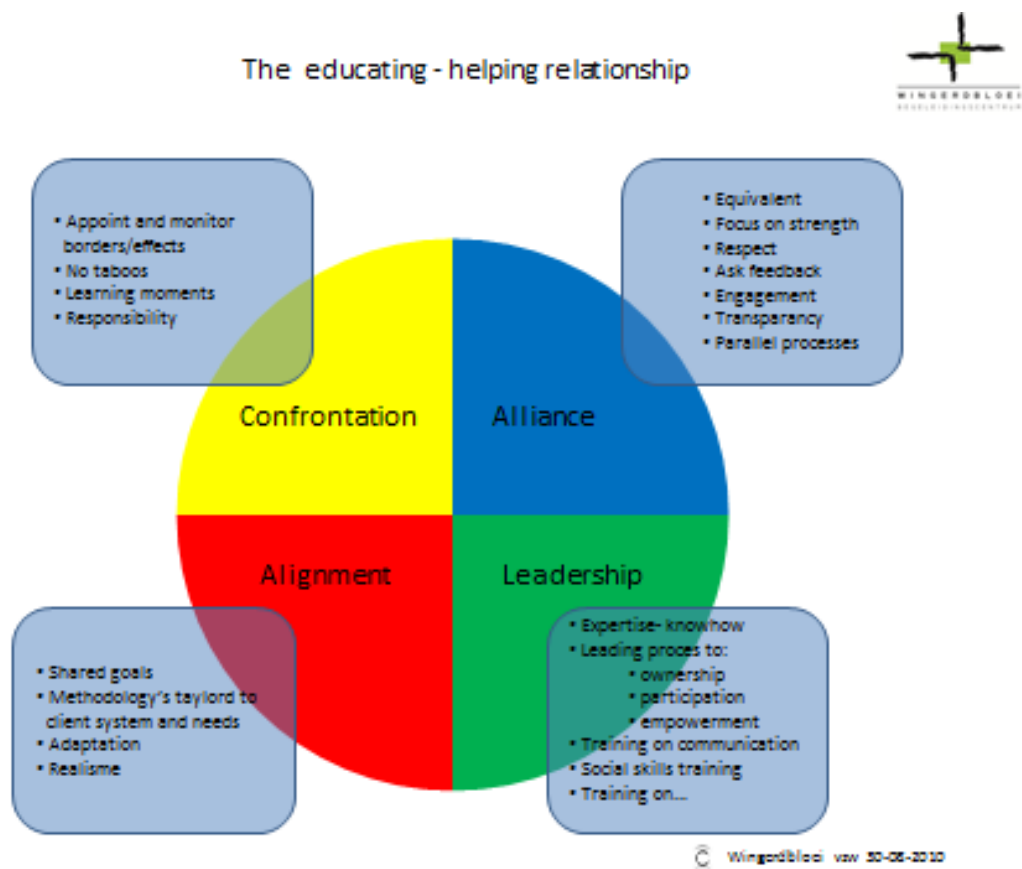 The educating - helping relationship
WINGERDBLOEI
BEGELEIDINGSCENTRUM
• Appoint and monitor
borders/effects
• No taboos
• Learning moments
• Responsibility
• Equivalent
• Focus on strength
• Respect
• Ask feedback
• Engagement
• Transparancy
• Parallel processes
Confrontation
Alliance
Alignment
Leadership
• Shared goals
• Methodology's taylord to
client system and needs
• Adaptation
• Realisme
• Expertise- knowhow
• Leading proces to:
• ownership
• participation
• empowerment
• Training on communication
• Social skills training
• Training on...
© Wingerdbloei vzw